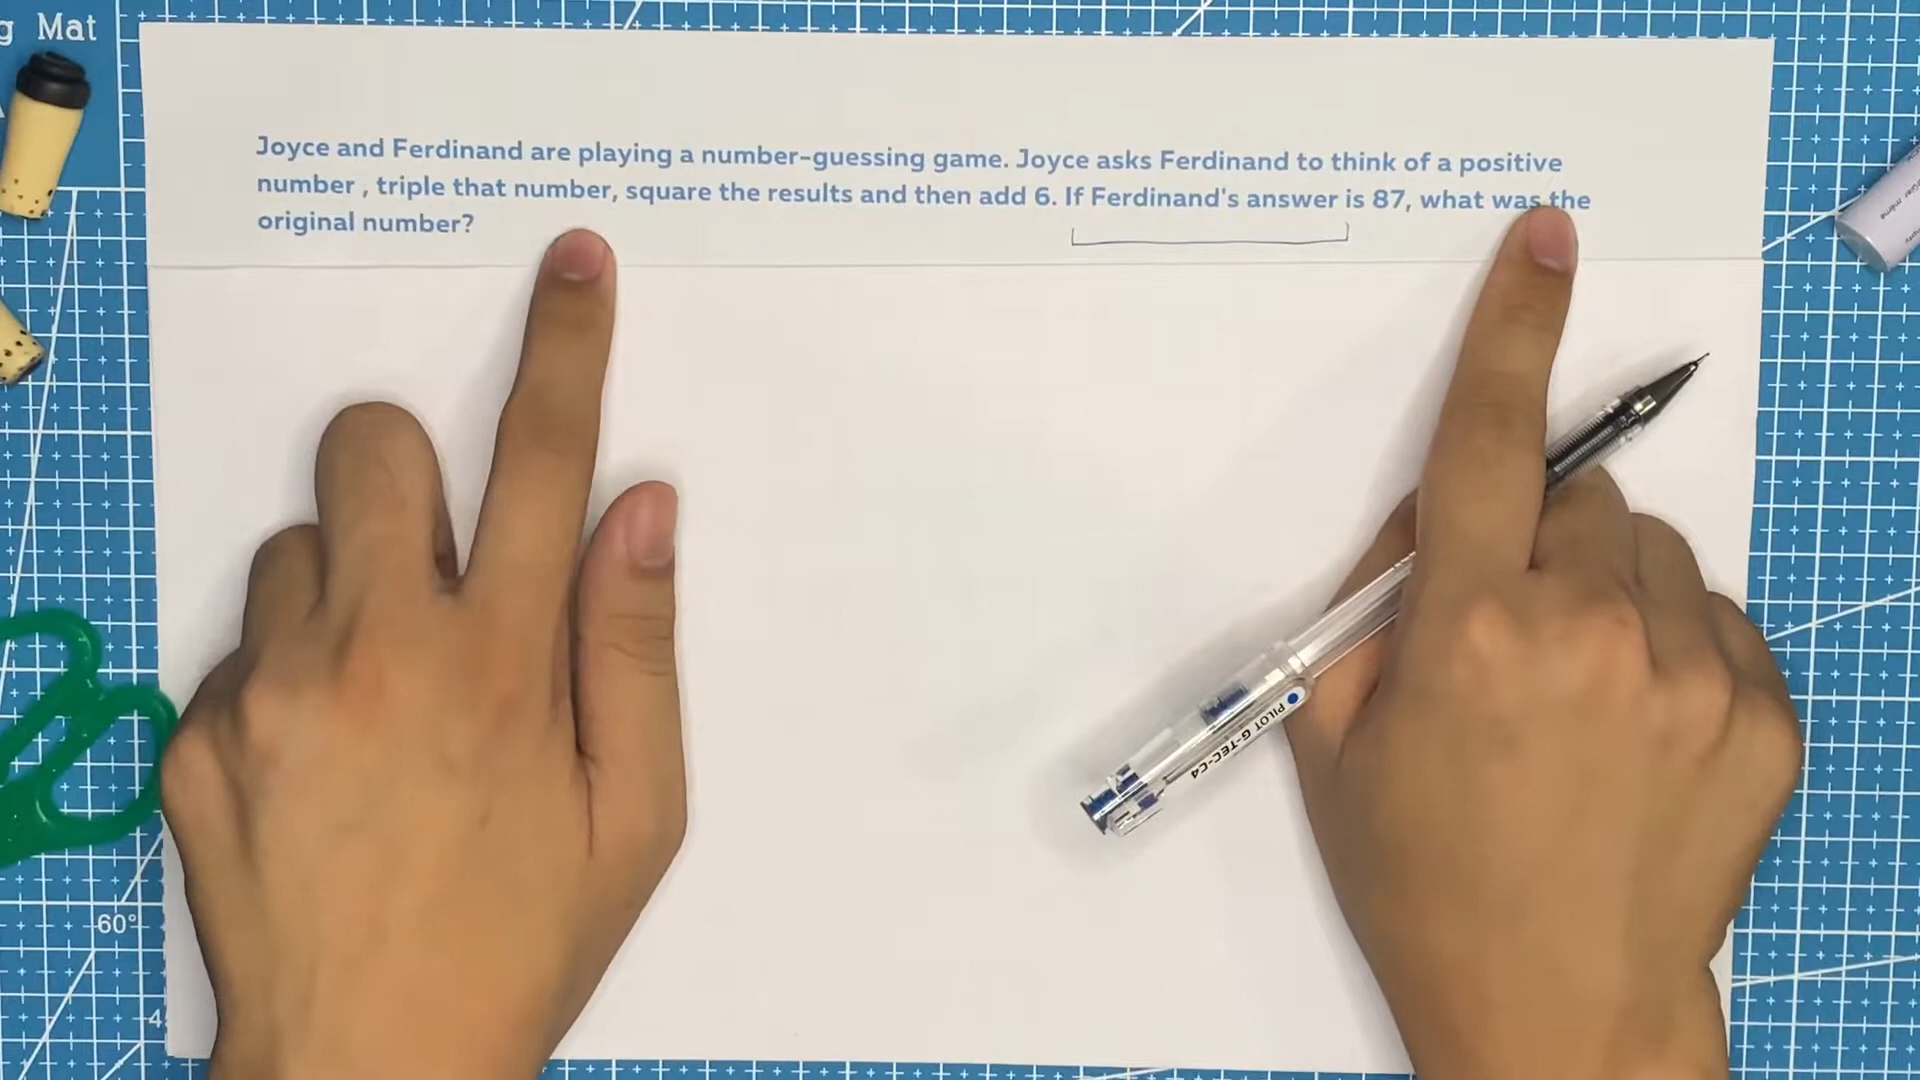 g Mat
Joyce and Ferdinand are playing a number-guessing game. Joyce asks Ferdinand to think of a positive
number , triple that number, square the results and then add 6. If Ferdinand's answer is 87, what was the
original number?
PILOT G-TEC-C4
60°
4